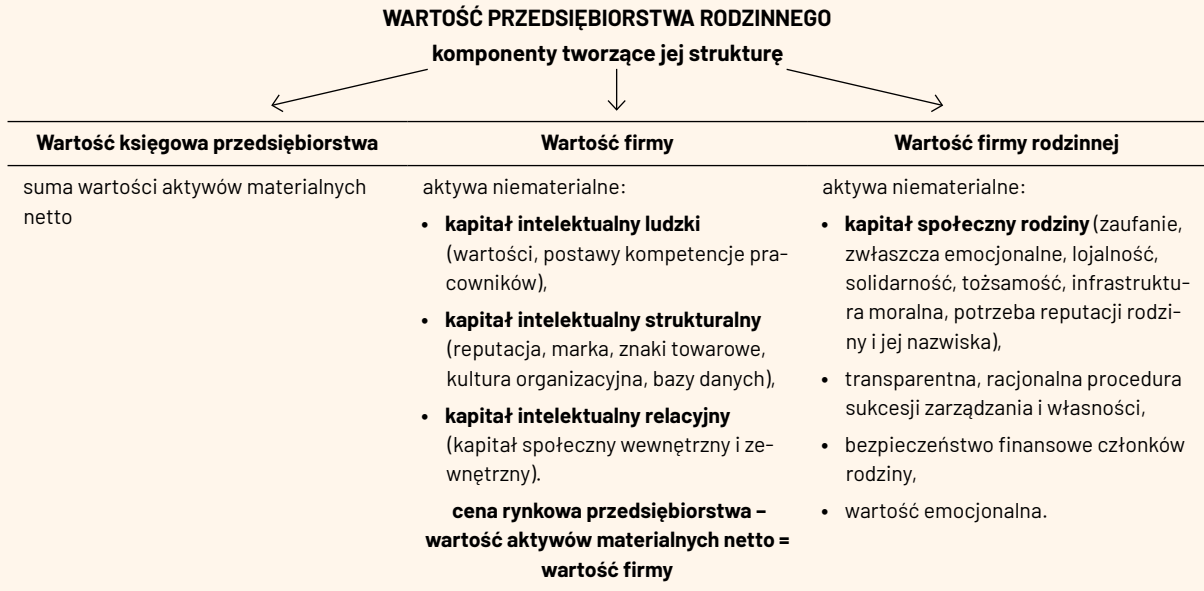 WARTOŚĆ PRZEDSIĘBIORSTWA RODZINNEGO
komponenty tworzące jej strukturę
Wartość księgowa przedsiębiorstwa
suma wartości aktywów materialnych
netto
Wartość firmy
aktywa niematerialne:
• kapitał intelektualny ludzki
(wartości, postawy kompetencje pra-
cowników),
• kapitał intelektualny strukturalny
(reputacja, marka, znaki towarowe,
kultura organizacyjna, bazy danych),
• kapitał intelektualny relacyjny
(kapitał społeczny wewnętrzny i ze-
wnętrzny).
cena rynkowa przedsiębiorstwa –
wartość aktywów materialnych netto =
wartość firmy
Wartość firmy rodzinnej
aktywa niematerialne:
• kapitał społeczny rodziny (zaufanie,
zwłaszcza emocjonalne, lojalność,
solidarność, tożsamość, infrastruktu-
ra moralna, potrzeba reputacji rodzi-
ny i jej nazwiska),
• transparentna, racjonalna procedura
sukcesji zarządzania i własności,
• bezpieczeństwo finansowe członków
rodziny,
• wartość emocjonalna.